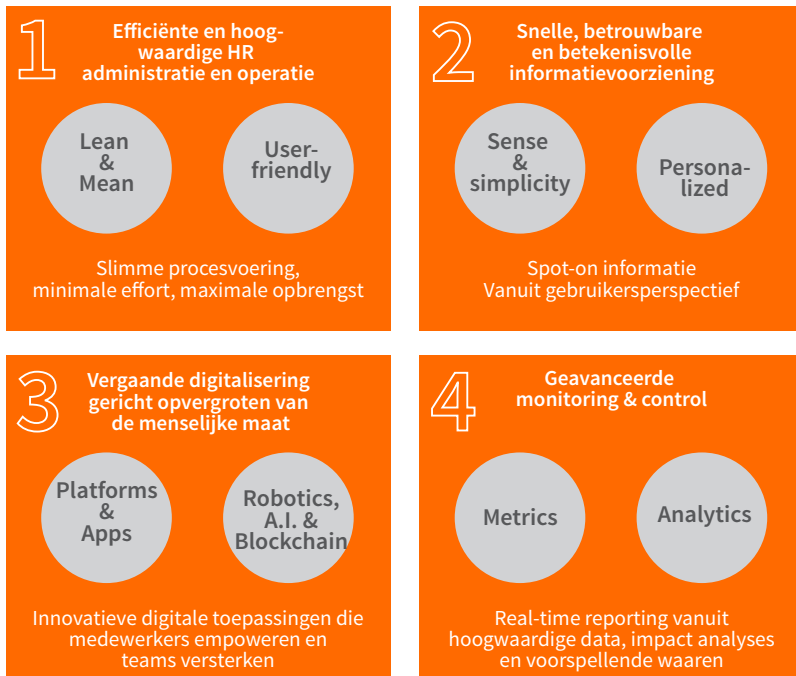 1
Efficiënte en hoog-
waardige HR
administratie en operatie
Lean
&
Mean
User-
friendly
Slimme procesvoering,
minimale effort, maximale opbrengst
2
Snelle, betrouwbare
en betekenisvolle
informatievoorziening
Sense
&
simplicity
Persona-
lized
Spot-on informatie
Vanuit gebruikersperspectief
3
Vergaande digitalisering
gericht opvergroten van
de menselijke maat
Platforms
&
Apps
Robotics,
A.I. &
Blockchain
Innovatieve digitale toepassingen die
medewerkers empoweren en
teams versterken
4
Geavanceerde
monitoring & control
Metrics
Analytics
Real-time reporting vanuit
hoogwaardige data, impact analyses
en voorspellende waaren